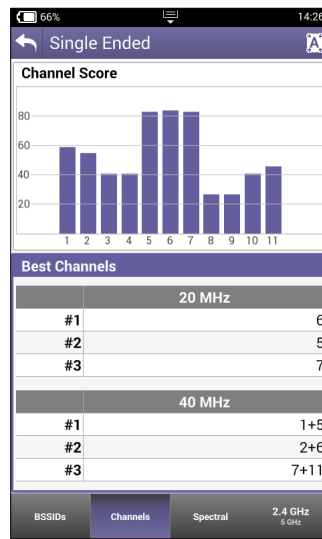 66% 14:26
Single Ended A
Channel Score
80
60
40
20
1 2 3 4 5 6 7 8 9 10 11
Best Channels
20 MHz
#1 6
#2 5
#3 7
40 MHz
#1 1+5
#2 2+6
#3 7+11
BSSIDs Channels Spectral 2.4 GHz
5 GHz